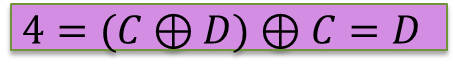 4 = (C ⊕ D) ⊕ C = D